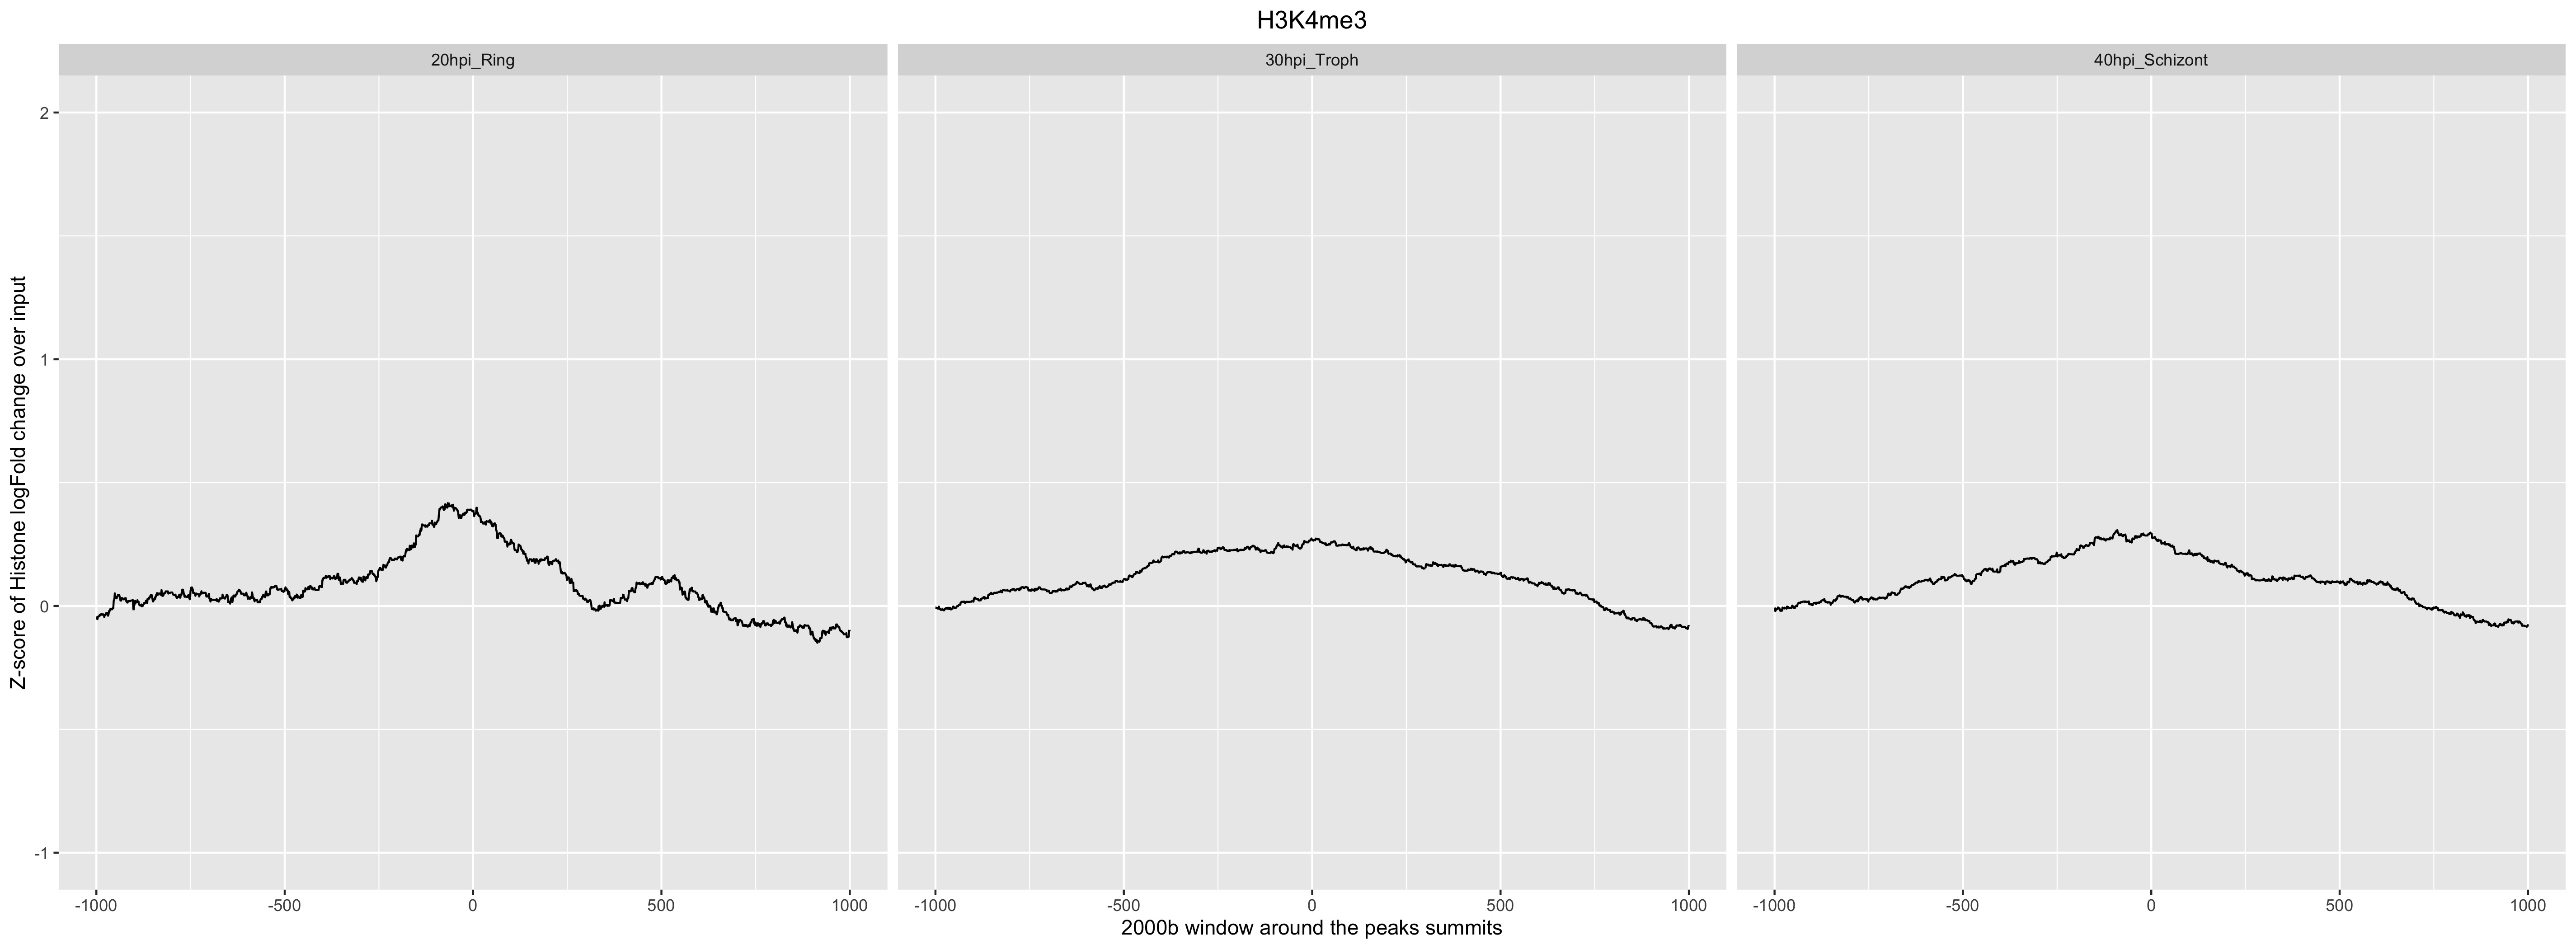 H3K4me3
20hpi_Ring
30hpi_Troph
40hpi_Schizont
Z-score of Histone logFold change over input
2
1
0
-1
-1000 -500 0 500 1000
-1000 -500 0 500 1000
-1000 -500 0 500 1000
2000b window around the peaks summits